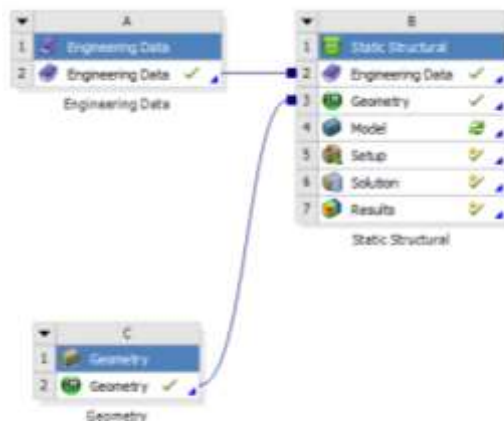 A
1 Engineering Data
2 Engineering Data
Engineering Data
B
1 Static Structural
2 Engineering Data
3 Geometry
4 Model
5 Setup
6 Solution
7 Results
Static Structural
C
1 Geometry
2 Geometry
Geometry